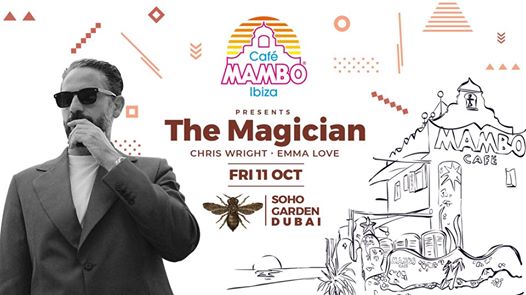 Café
MAMBO®
Ibiza
PRESENTS
The Magician
CHRIS WRIGHT • EMMA LOVE
FRI 11 OCT
SOHO
GARDEN
DUBAI
MAMBO
CAFÉ